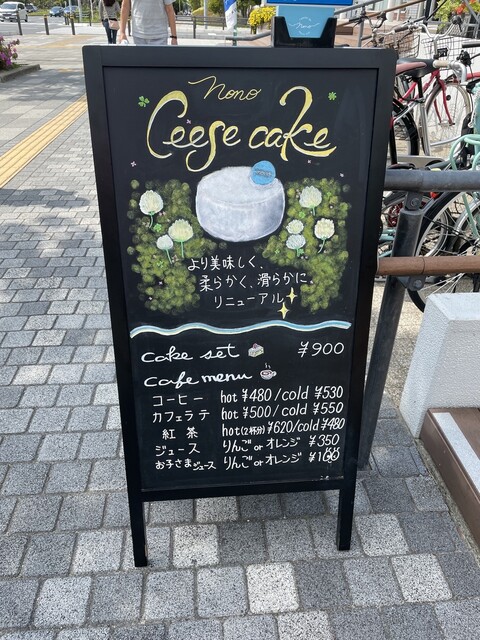 nono
Ceese cake
より美味しく、
柔らかく、滑らかに、
リニューアル
cake set ¥900
cafe menu
コーヒー hot ¥480/cold ¥530
カフェラテ hot ¥500/cold ¥550
紅茶 hot(2杯分)¥620/cold ¥480
ジュース りんご or オレンジ ¥350
お子さまジュース りんご or オレンジ